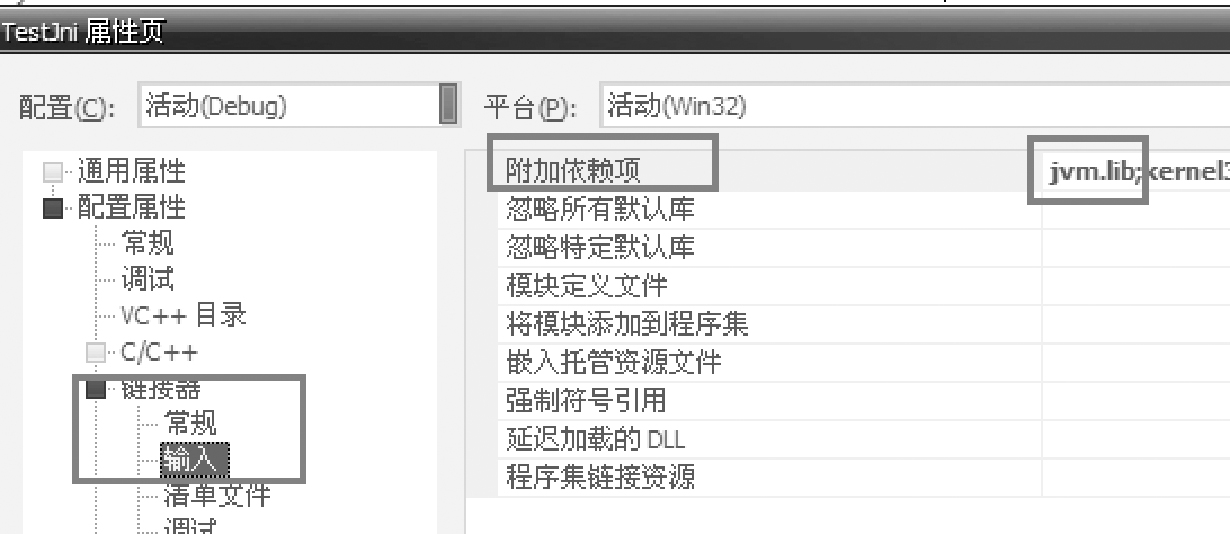 TestJni 属性页
配置(C): 活动(Debug) 平台(P): 活动(Win32)
通用属性
配置属性
常规
调试
VC++ 目录
C/C++
链接器
常规
输入
清单文件
调试
附加依赖项 jvm.lib;kernel3
忽略所有默认库
忽略特定默认库
模块定义文件
将模块添加到程序集
嵌入托管资源文件
强制符号引用
延迟加载的 DLL
程序集链接资源